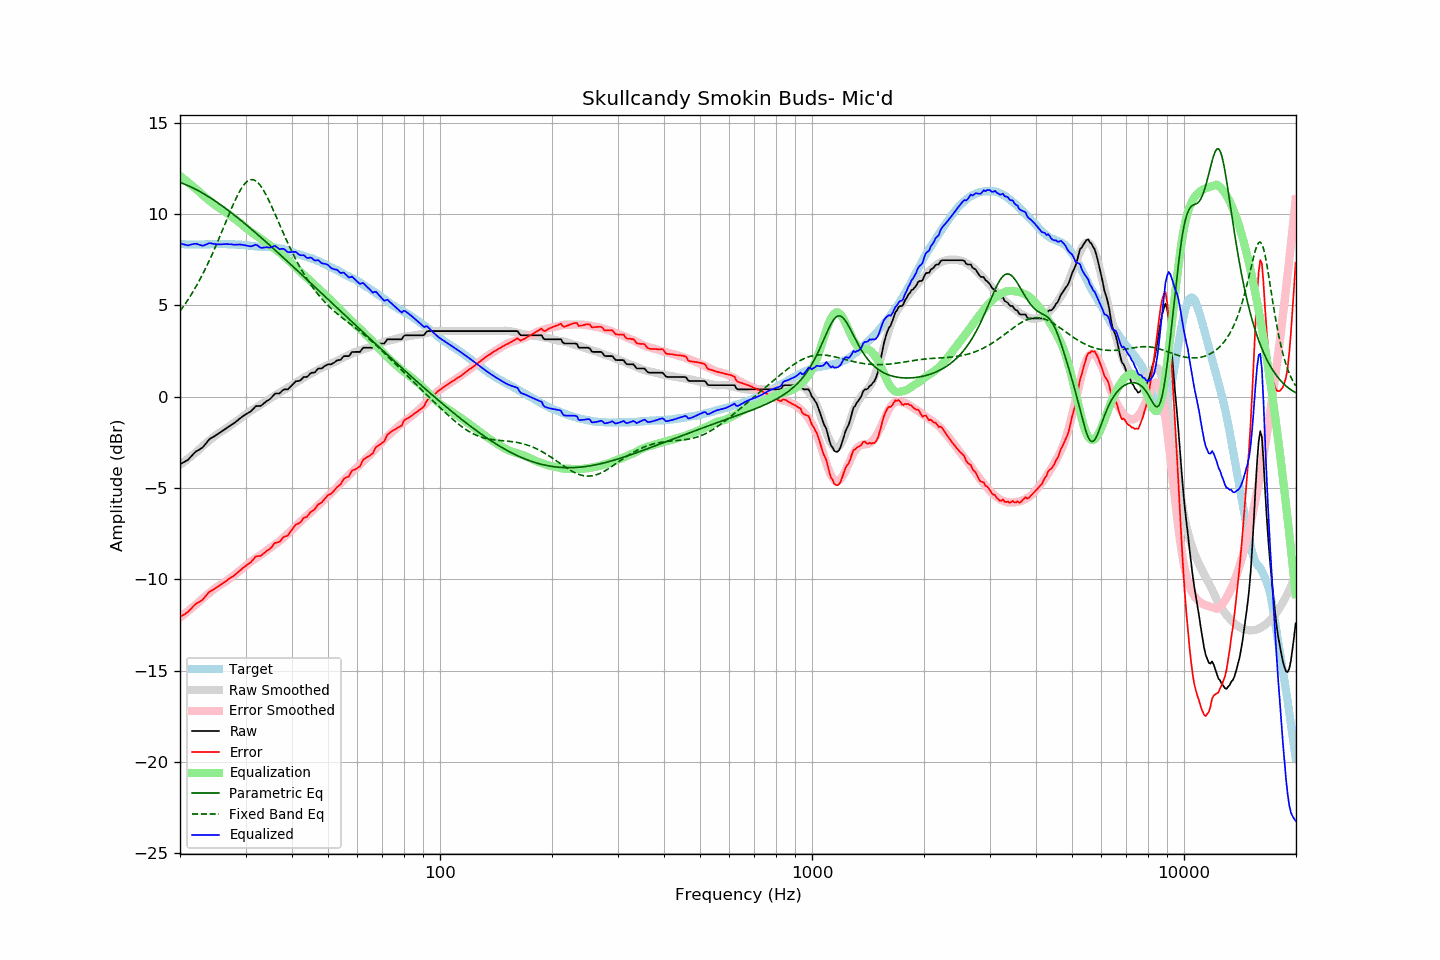 Skullcandy Smokin Buds- Mic'd
15
10
5
0
−5
−10
−15
−20
−25
Amplitude (dBr)
Target
Raw Smoothed
Error Smoothed
Raw
Error
Equalization
Parametric Eq
Fixed Band Eq
Equalized
100
1000
10000
Frequency (Hz)